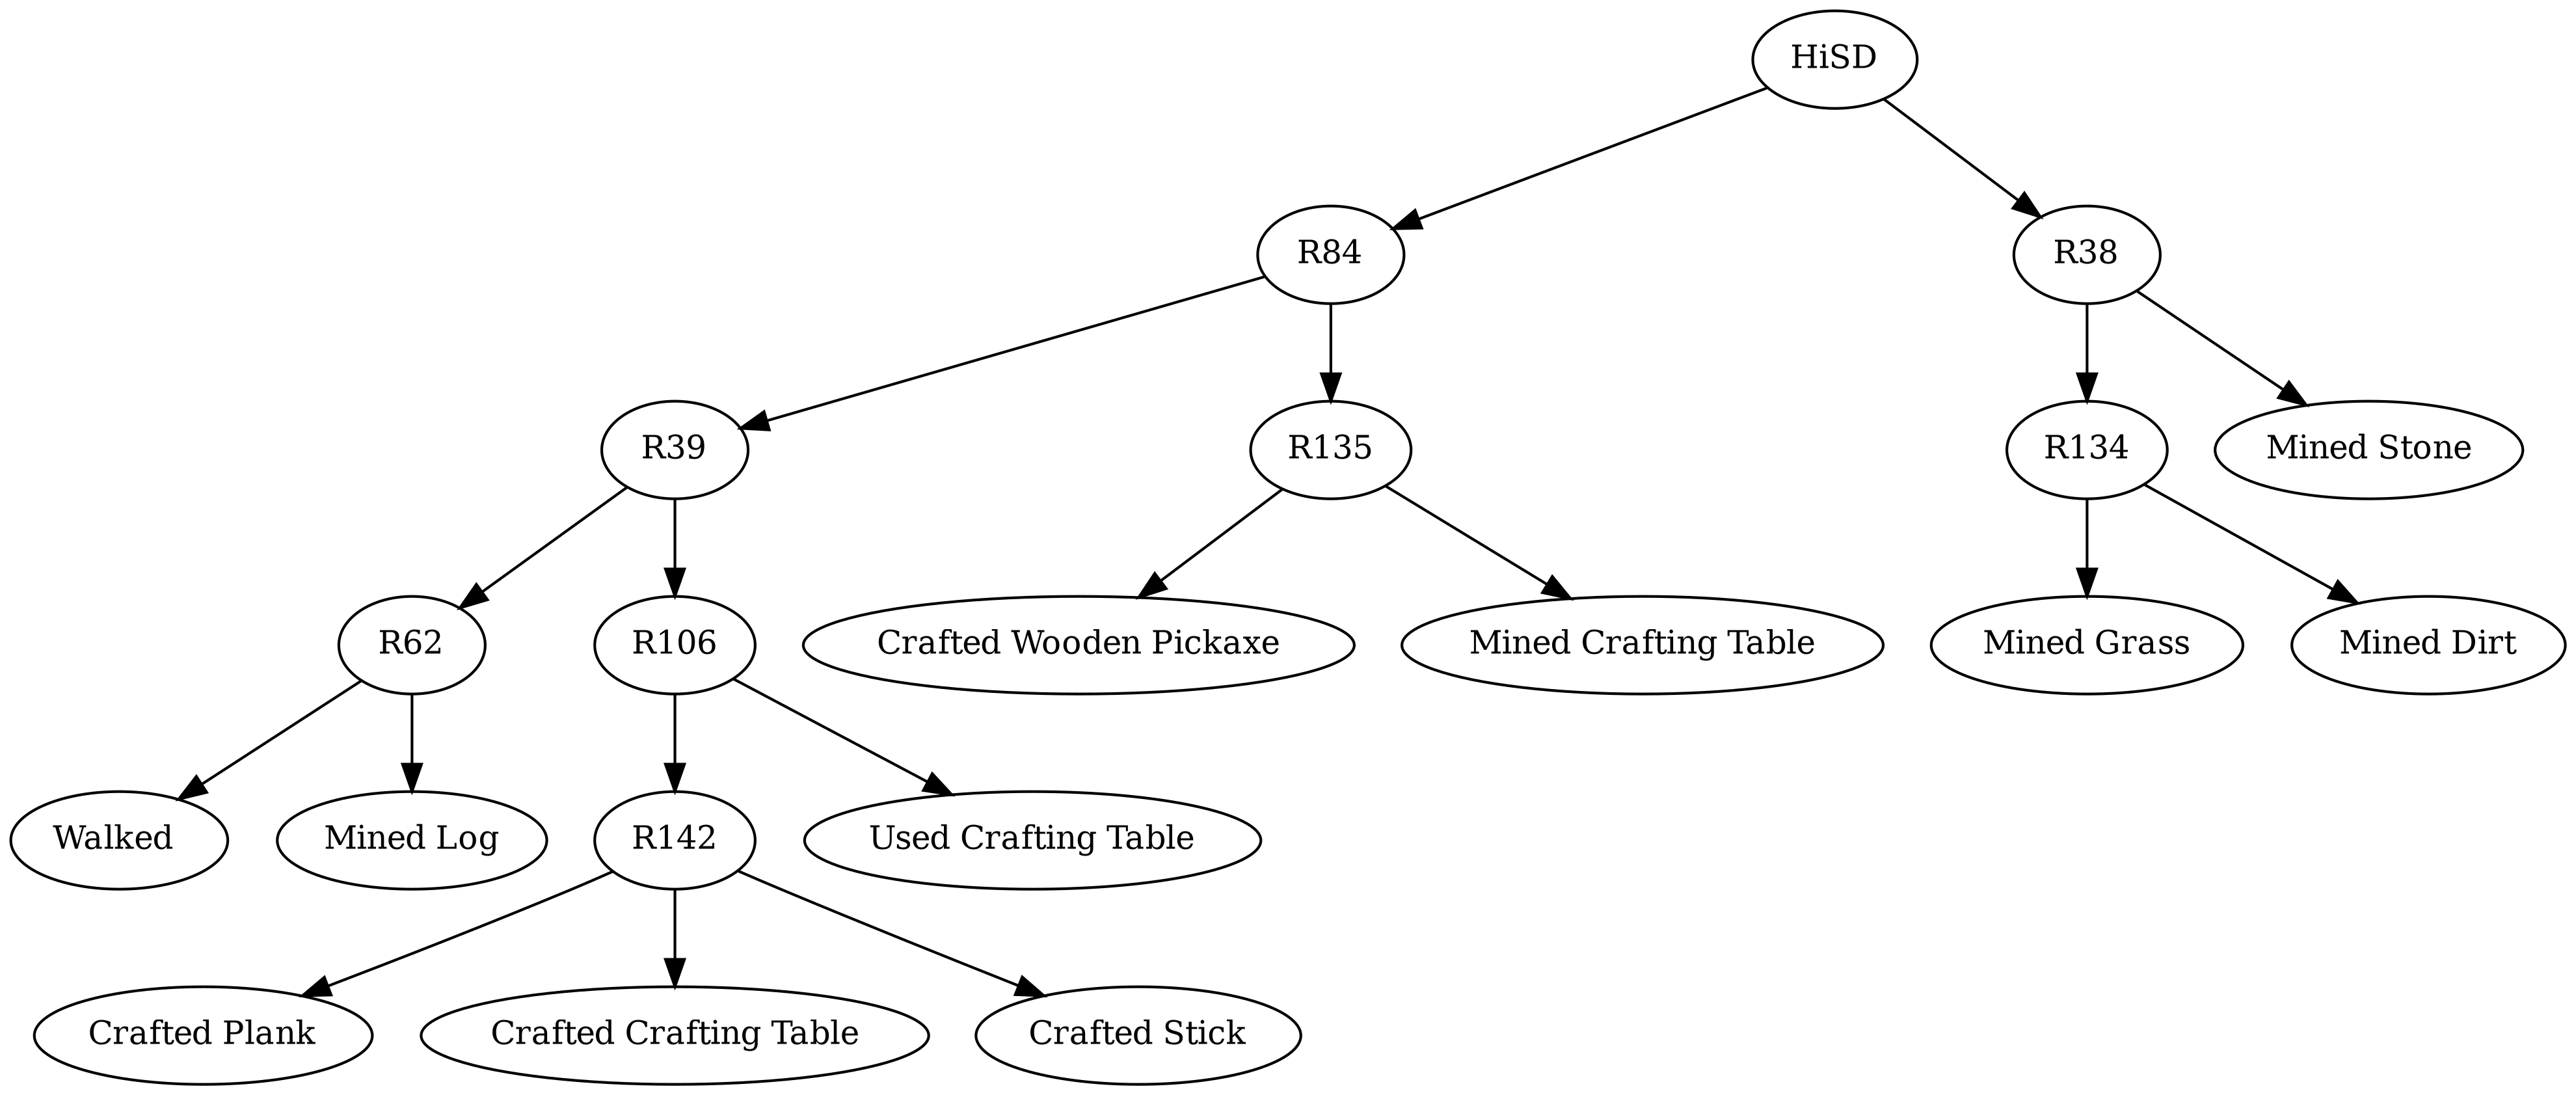 HiSD
R84
R38
R39
R135
R134
Mined Stone
R62
R106
Crafted Wooden Pickaxe
Mined Crafting Table
Mined Grass
Mined Dirt
Walked
Mined Log
R142
Used Crafting Table
Crafted Plank
Crafted Crafting Table
Crafted Stick